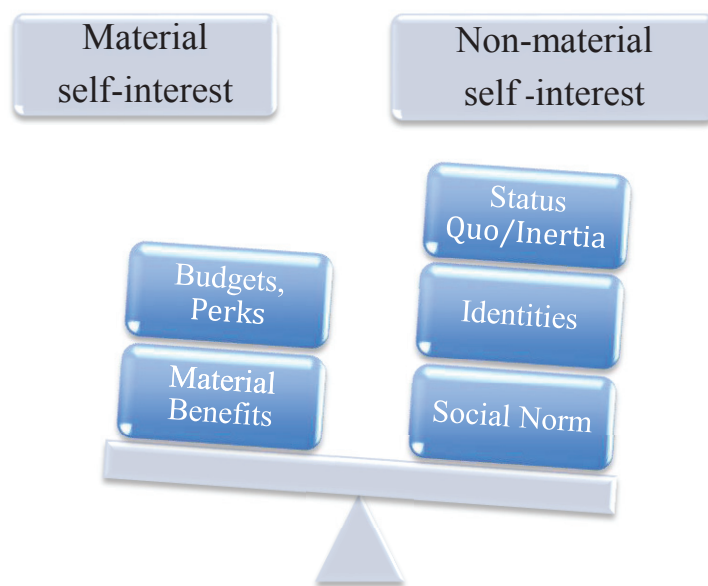 Material
self-interest
Non-material
self-interest
Status
Quo/Inertia
Budgets,
Perks
Identities
Material
Benefits
Social Norm